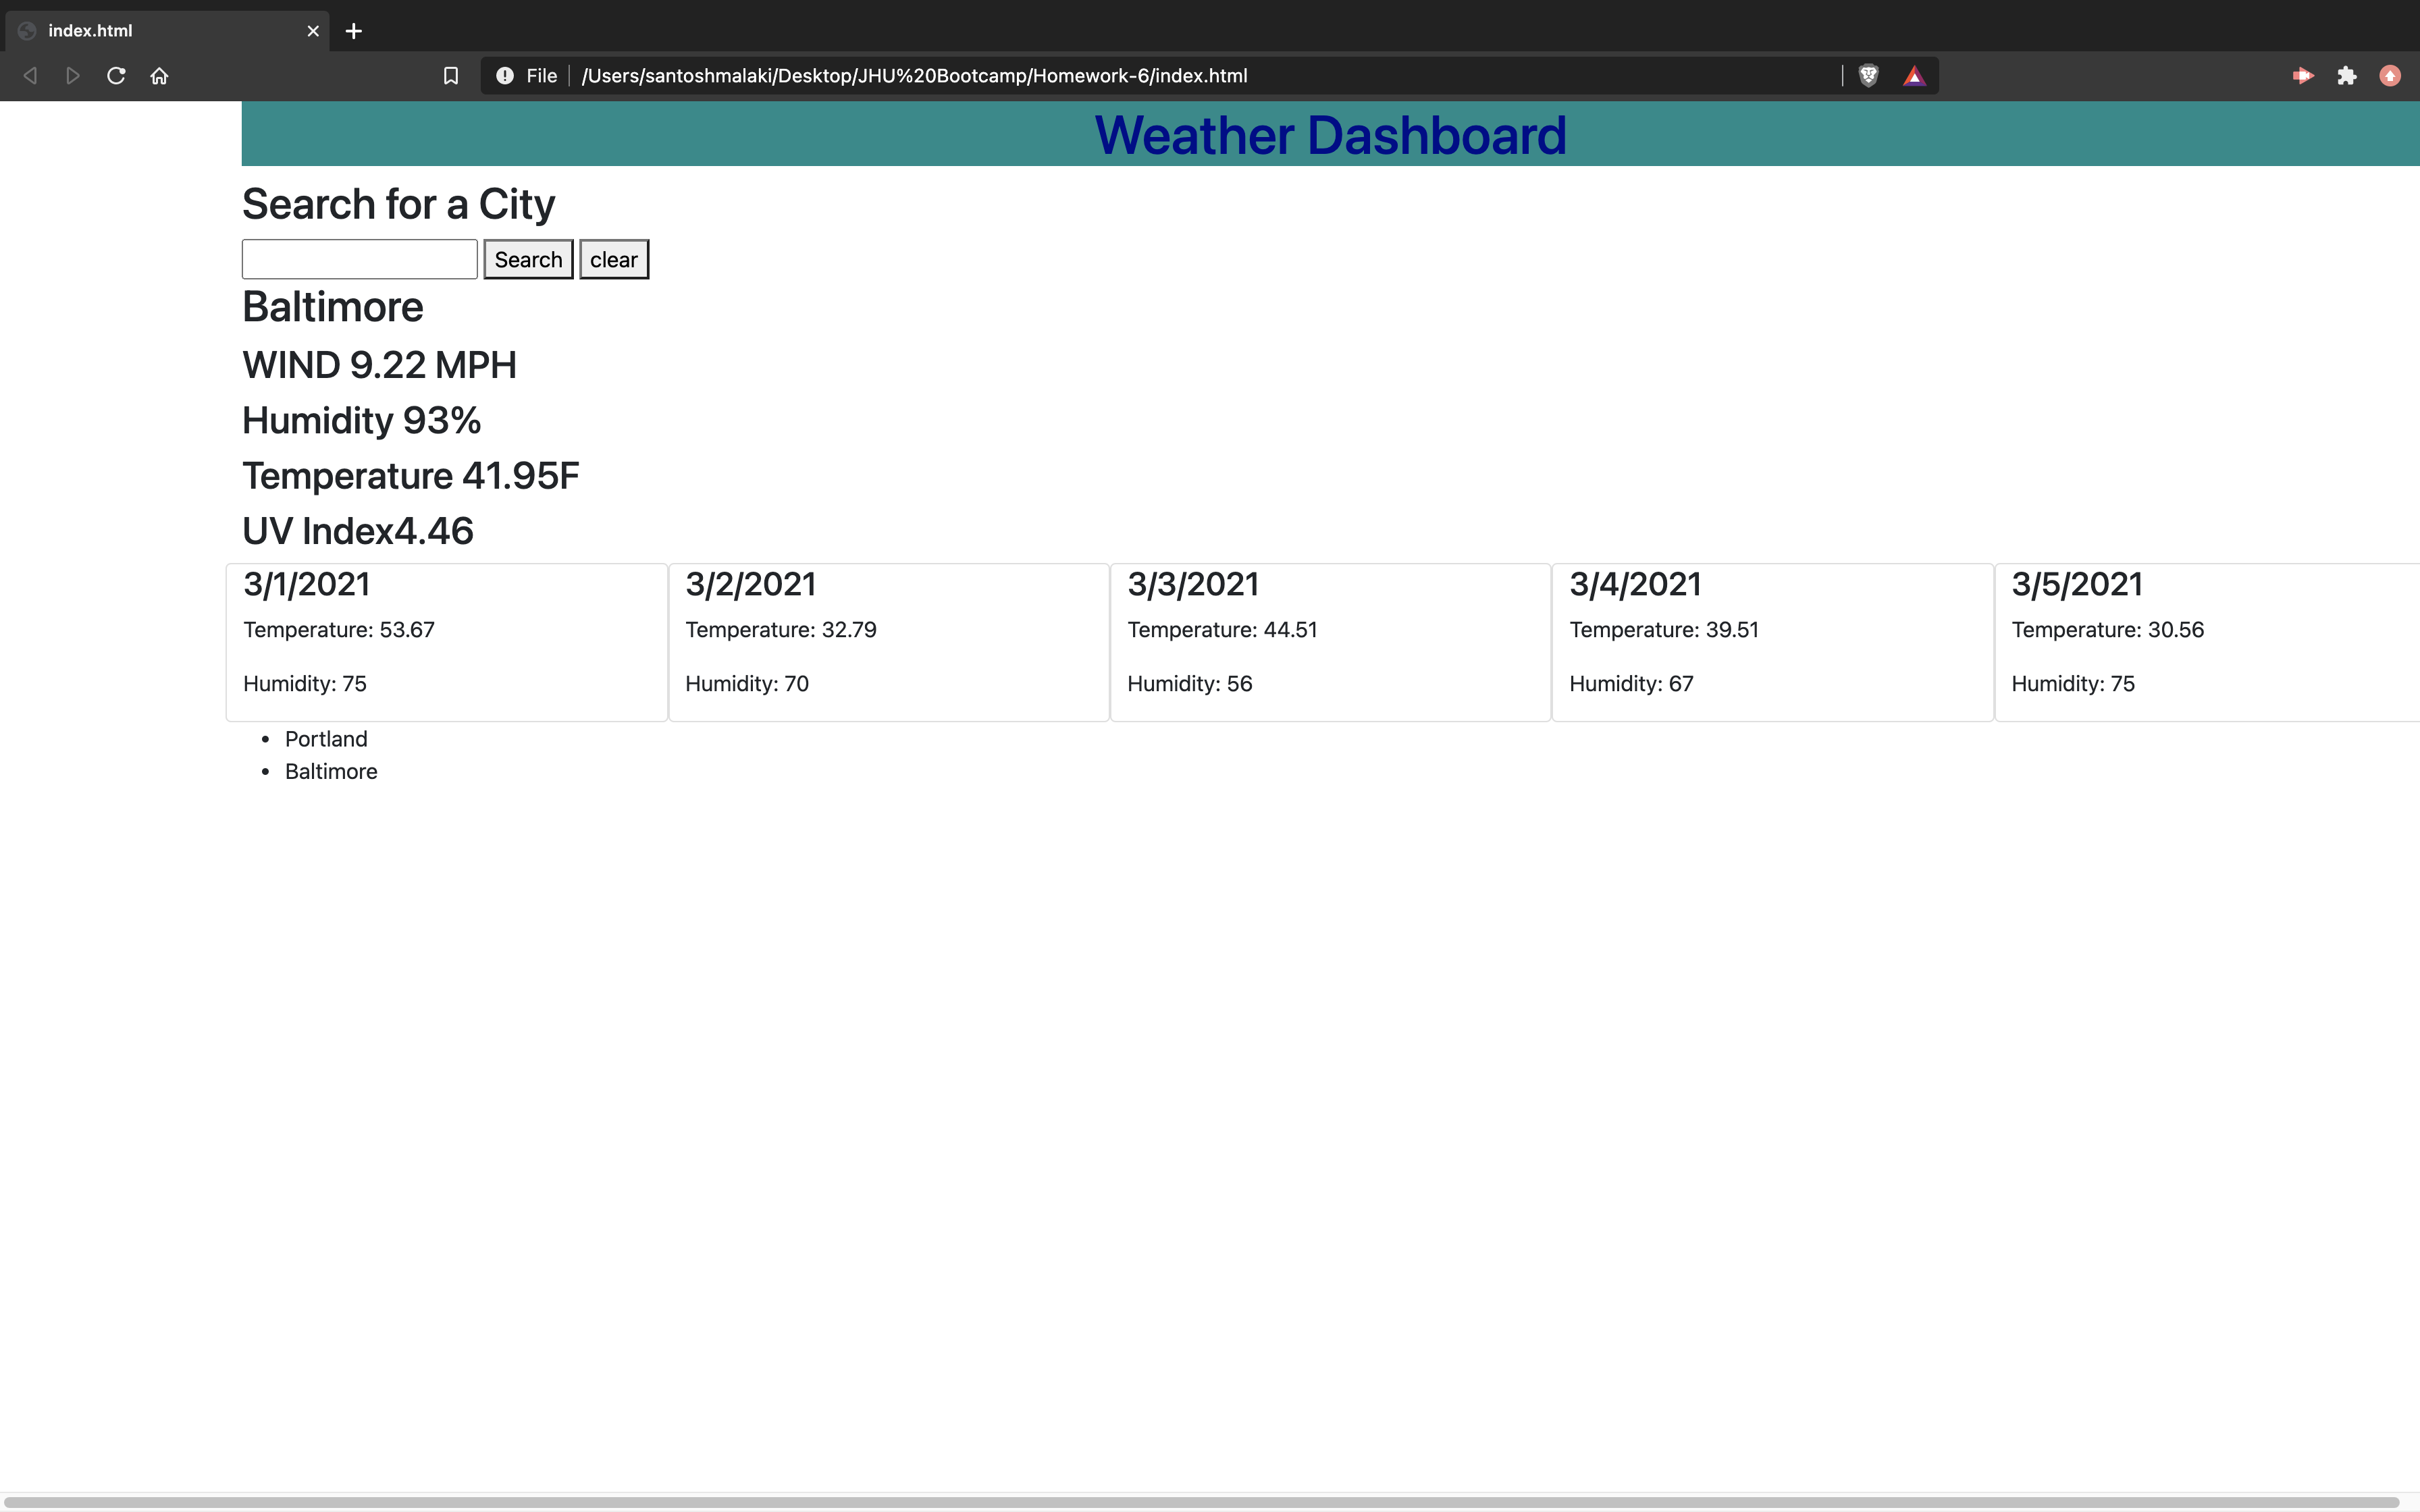 index.html
File /Users/santoshmalaki/Desktop/JHU%20Bootcamp/Homework-6/index.html
Weather Dashboard
Search for a City
Search clear
Baltimore
WIND 9.22 MPH
Humidity 93%
Temperature 41.95F
UV Index4.46
3/1/2021 3/2/2021 3/3/2021 3/4/2021 3/5/2021
Temperature: 53.67 Temperature: 32.79 Temperature: 44.51 Temperature: 39.51 Temperature: 30.56
Humidity: 75 Humidity: 70 Humidity: 56 Humidity: 67 Humidity: 75
Portland
Baltimore